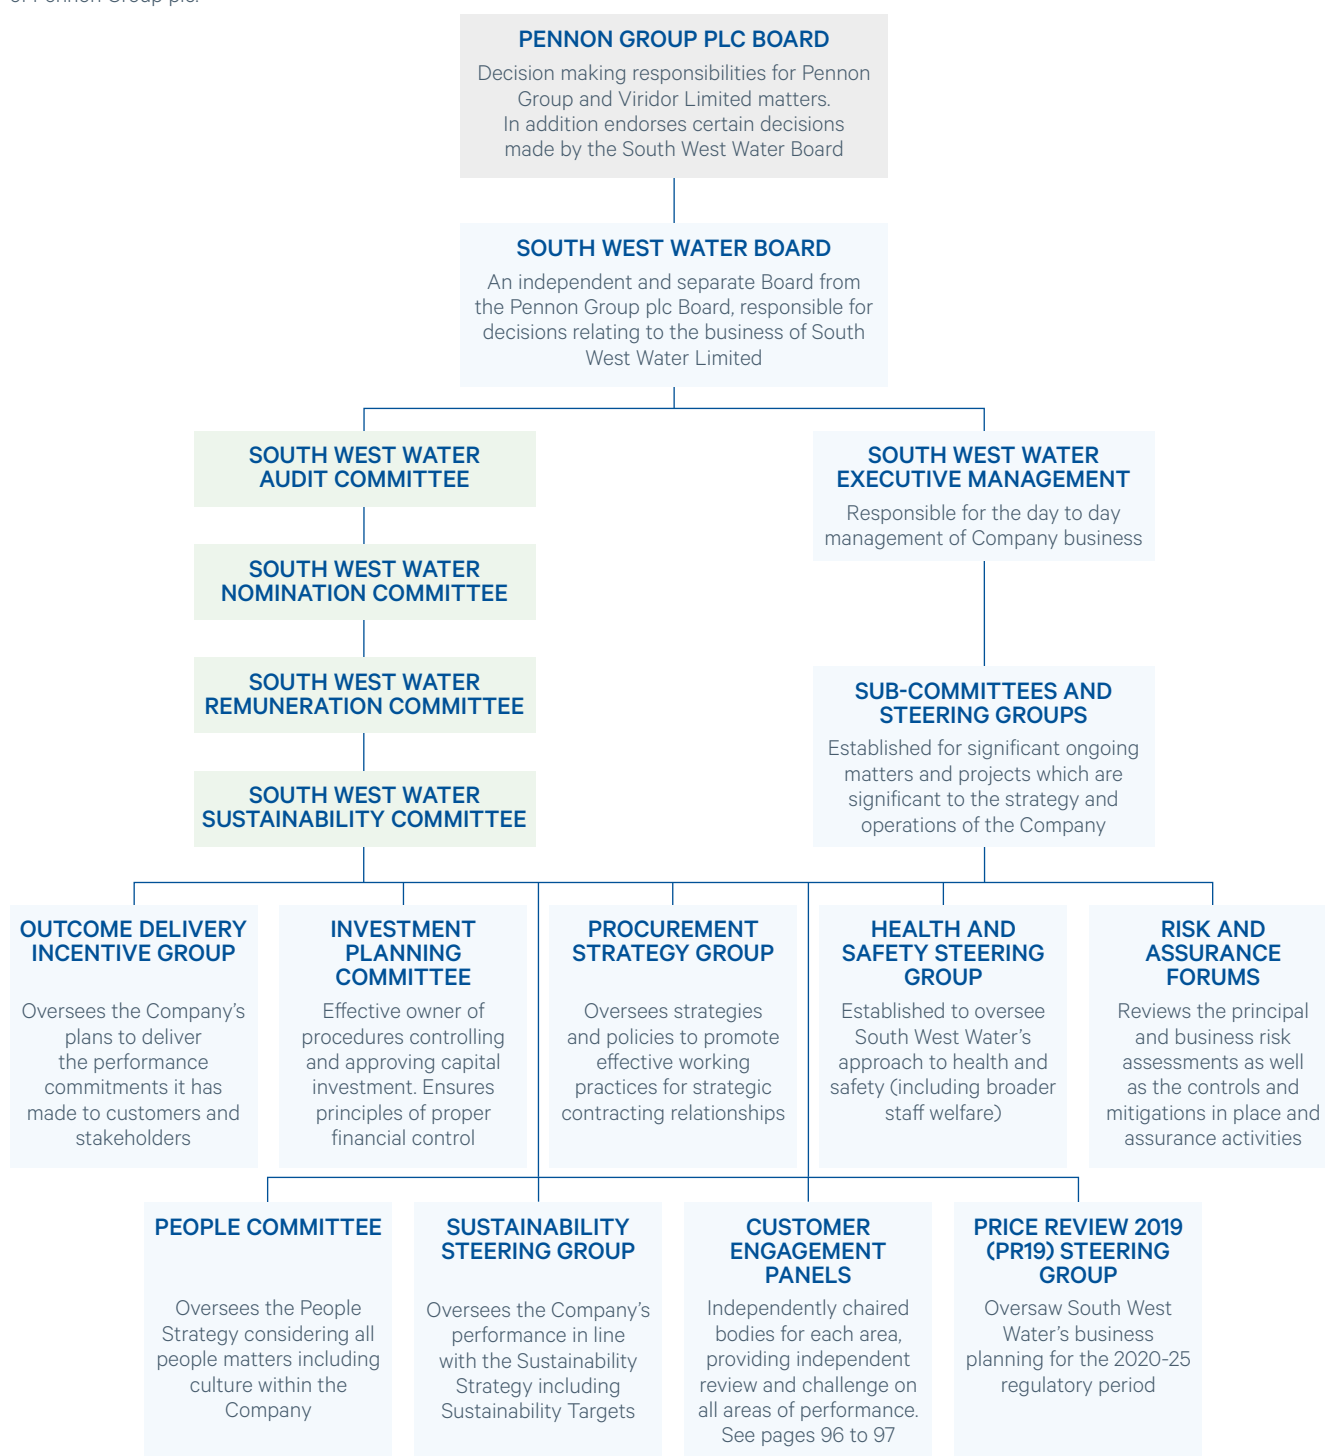 of Pennon Group plc.
PENNON GROUP PLC BOARD
Decision making responsibilities for Pennon
Group and Viridor Limited matters.
In addition endorses certain decisions
made by the South West Water Board
SOUTH WEST WATER BOARD
An independent and separate Board from
the Pennon Group plc Board, responsible for
decisions relating to the business of South
West Water Limited
SOUTH WEST WATER
AUDIT COMMITTEE
SOUTH WEST WATER
NOMINATION COMMITTEE
SOUTH WEST WATER
REMUNERATION COMMITTEE
SOUTH WEST WATER
SUSTAINABILITY COMMITTEE
SOUTH WEST WATER
EXECUTIVE MANAGEMENT
Responsible for the day to day
management of Company business
SUB-COMMITTEES AND
STEERING GROUPS
Established for significant ongoing
matters and projects which are
significant to the strategy and
operations of the Company
OUTCOME DELIVERY
INCENTIVE GROUP
Oversees the Company's
plans to deliver
the performance
commitments it has
made to customers and
stakeholders
INVESTMENT
PLANNING
COMMITTEE
Effective owner of
procedures controlling
and approving capital
investment. Ensures
principles of proper
financial control
PROCUREMENT
STRATEGY GROUP
Oversees strategies
and policies to promote
effective working
practices for strategic
contracting relationships
HEALTH AND
SAFETY STEERING
GROUP
Established to oversee
South West Water's
approach to health and
safety (including broader
staff welfare)
RISK AND
ASSURANCE
FORUMS
Reviews the principal
and business risk
assessments as well
as the controls and
mitigations in place and
assurance activities
PEOPLE COMMITTEE
Oversees the People
Strategy considering all
people matters including
culture within the
Company
SUSTAINABILITY
STEERING GROUP
Oversees the Company's
performance in line
with the Sustainability
Strategy including
Sustainability Targets
CUSTOMER
ENGAGEMENT
PANELS
Independently chaired
bodies for each area,
providing independent
review and challenge on
all areas of performance.
See pages 96 to 97
PRICE REVIEW 2019
(PR19) STEERING
GROUP
Oversaw South West
Water's business
planning for the 2020-25
regulatory period